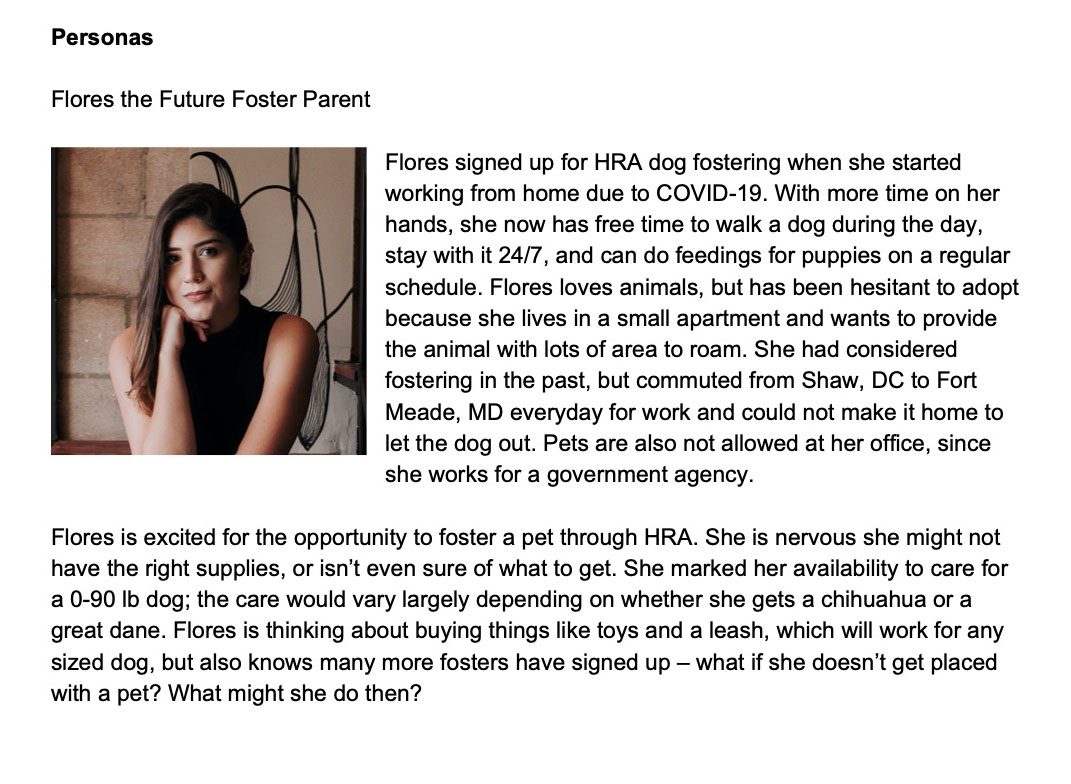 Personas
Flores the Future Foster Parent
Flores signed up for HRA dog fostering when she started
working from home due to COVID-19. With more time on her
hands, she now has free time to walk a dog during the day,
stay with it 24/7, and can do feedings for puppies on a regular
schedule. Flores loves animals, but has been hesitant to adopt
because she lives in a small apartment and wants to provide
the animal with lots of area to roam. She had considered
fostering in the past, but commuted from Shaw, DC to Fort
Meade, MD everyday for work and could not make it home to
let the dog out. Pets are also not allowed at her office, since
she works for a government agency.
Flores is excited for the opportunity to foster a pet through HRA. She is nervous she might not
have the right supplies, or isn’t even sure of what to get. She marked her availability to care for
a 0-90 lb dog; the care would vary largely depending on whether she gets a chihuahua or a
great dane. Flores is thinking about buying things like toys and a leash, which will work for any
sized dog, but also knows many more fosters have signed up – what if she doesn’t get placed
with a pet? What might she do then?